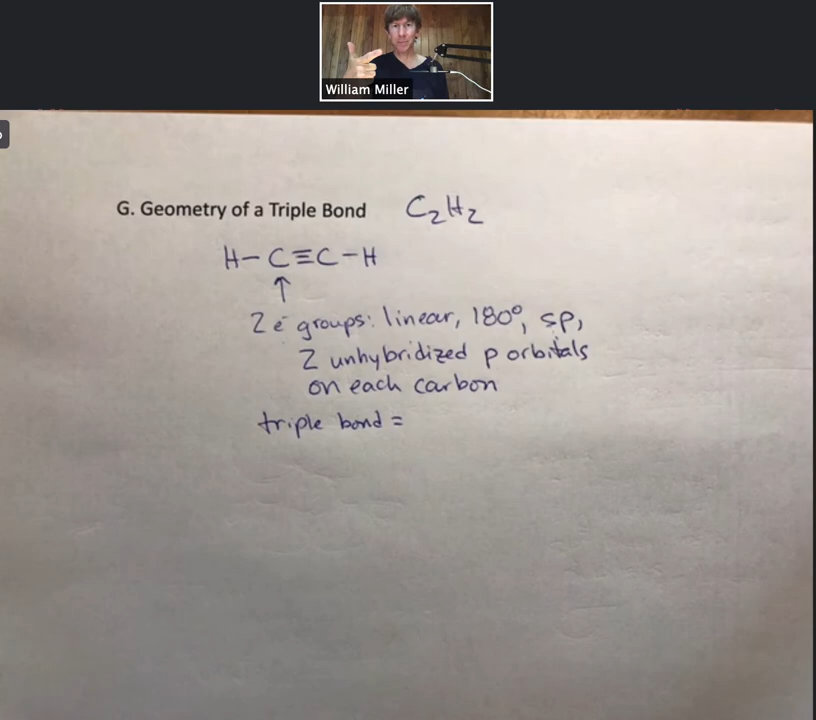 William Miller
G. Geometry of a Triple Bond C₂H₂
H-C≡C-H
↑
2 e⁻ groups: linear, 180°, sp,
2 unhybridized p orbitals
on each carbon
triple bond =